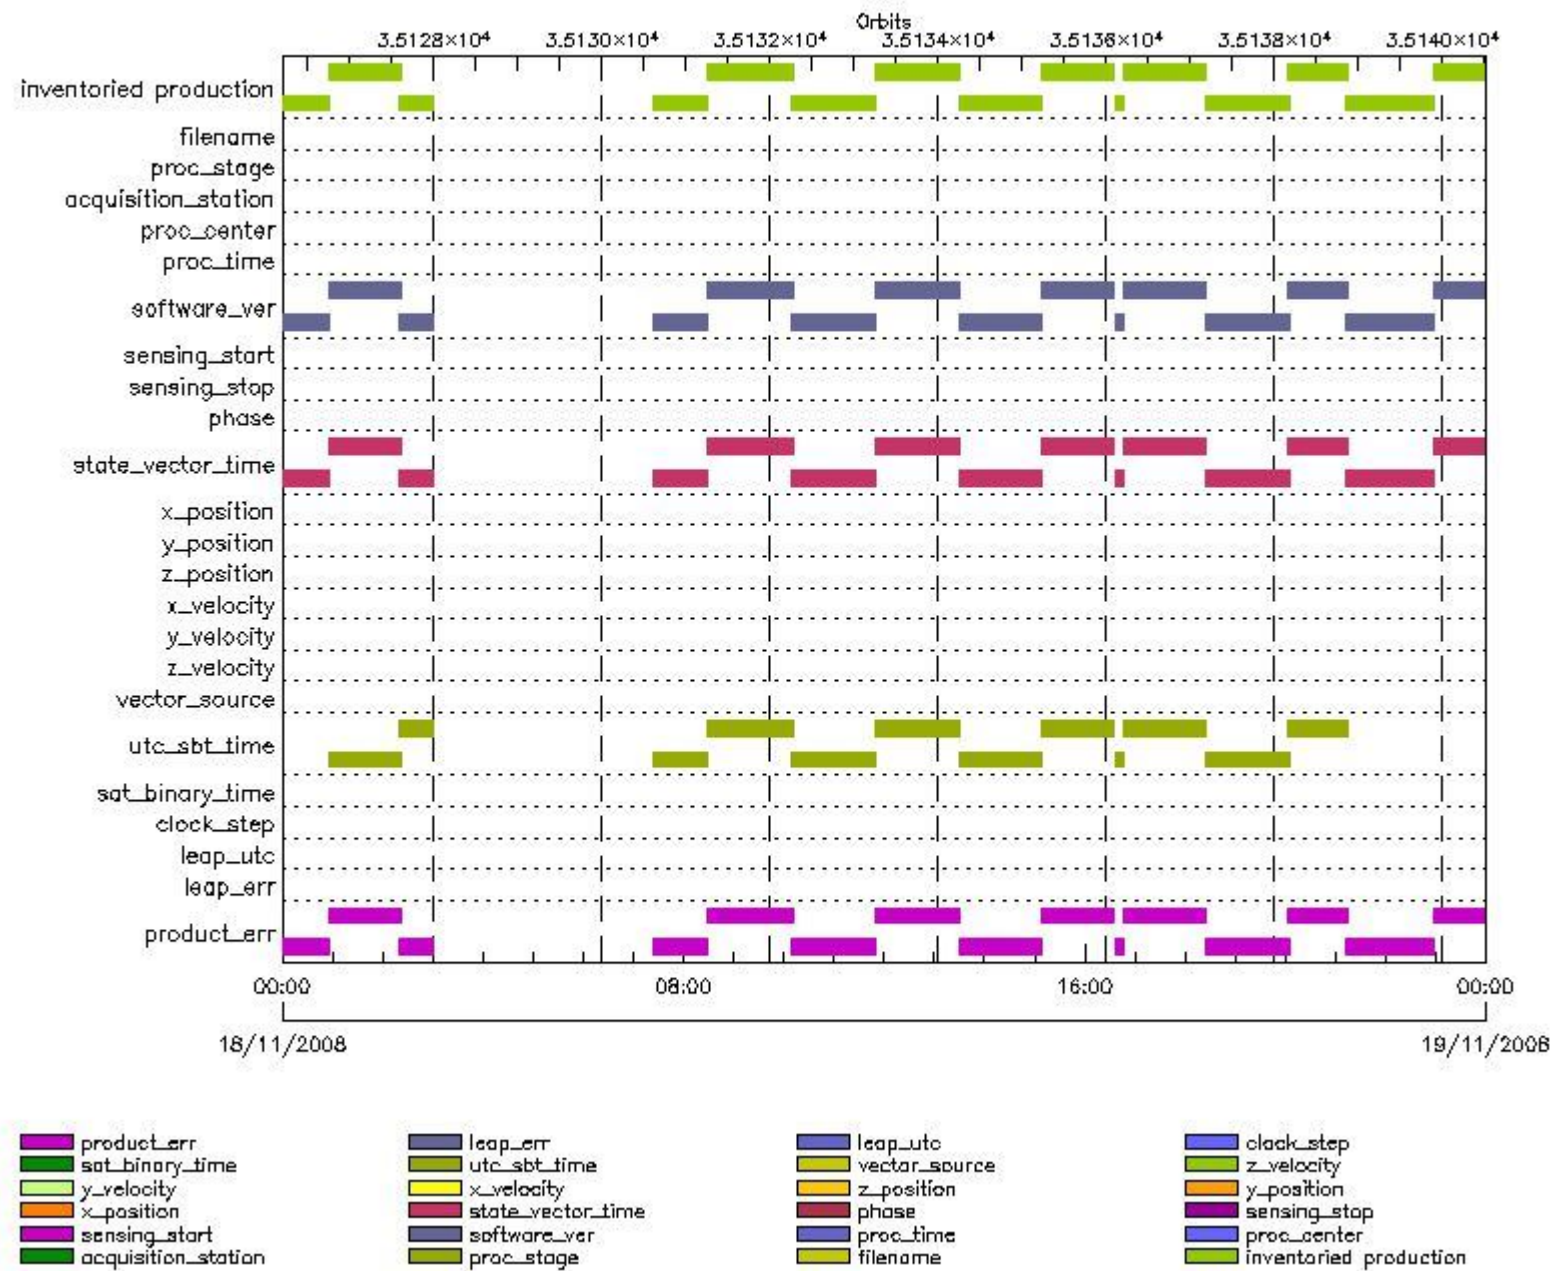 Orbits
3.5128×10⁴ 3.5130×10⁴ 3.5132×10⁴ 3.5134×10⁴ 3.5136×10⁴ 3.5138×10⁴ 3.5140×10⁴
inventoried production
filename
proc_stage
acquisition_station
proc_center
proc_time
software_ver
sensing_start
sensing_stop
phase
state_vector_time
x_position
y_position
z_position
x_velocity
y_velocity
z_velocity
vector_source
utc_sbt_time
sat_binary_time
clock_step
leap_utc
leap_err
product_err
00:00 08:00 16:00 00:00
18/11/2008 19/11/2008
product_err leap_err leap_utc clock_step
sat_binary_time utc_sbt_time vector_source z_velocity
y_velocity x_velocity z_position y_position
x_position state_vector_time phase sensing_stop
sensing_start software_ver proc_time proc_center
acquisition_station proc_stage filename inventoried production